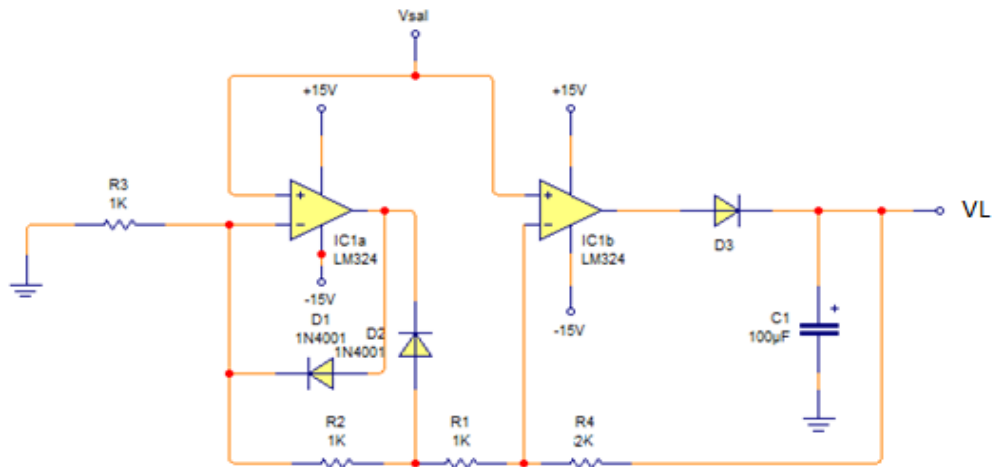 Vsal
+15V
+15V
R3
1K
+
-
IC1a
LM324
+
-
IC1b
LM324
D3
VL
-15V
-15V
D1
1N4001
D2
1N4001
+
C1
100µF
R2
1K
R1
1K
R4
2K